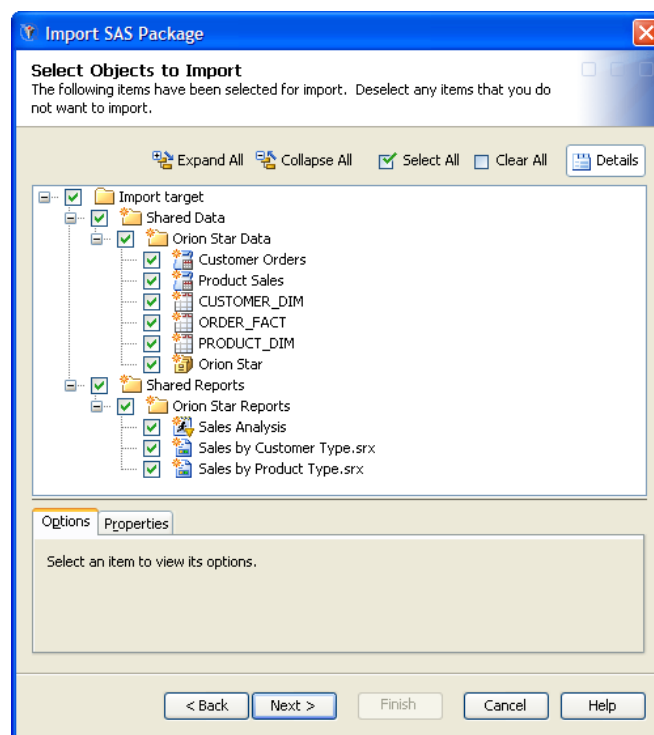 Import SAS Package
Select Objects to Import
The following items have been selected for import. Deselect any items that you do
not want to import.
Expand All Collapse All Select All Clear All Details
Import target
Shared Data
Orion Star Data
Customer Orders
Product Sales
CUSTOMER_DIM
ORDER_FACT
PRODUCT_DIM
Orion Star
Shared Reports
Orion Star Reports
Sales Analysis
Sales by Customer Type.srx
Sales by Product Type.srx
Options Properties
Select an item to view its options.
< Back Next > Finish Cancel Help